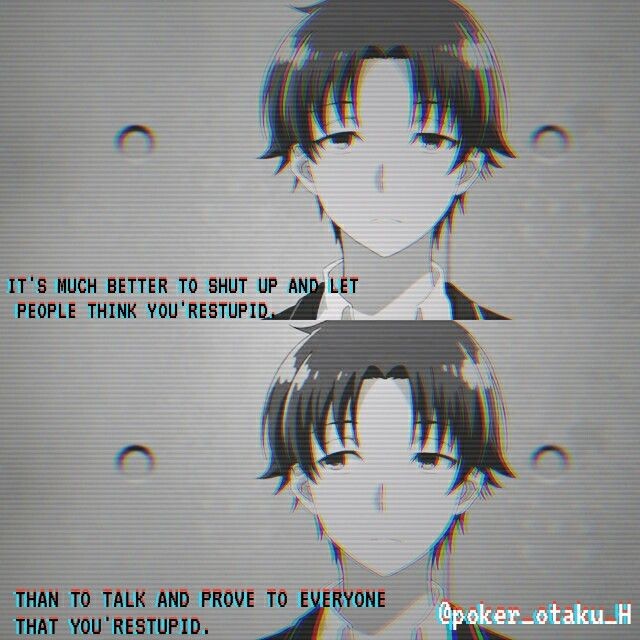 IT'S MUCH BETTER TO SHUT UP AND LET
PEOPLE THINK YOU'RESTUPID.
THAN TO TALK AND PROVE TO EVERYONE
THAT YOU'RESTUPID.
@poker_otaku_H